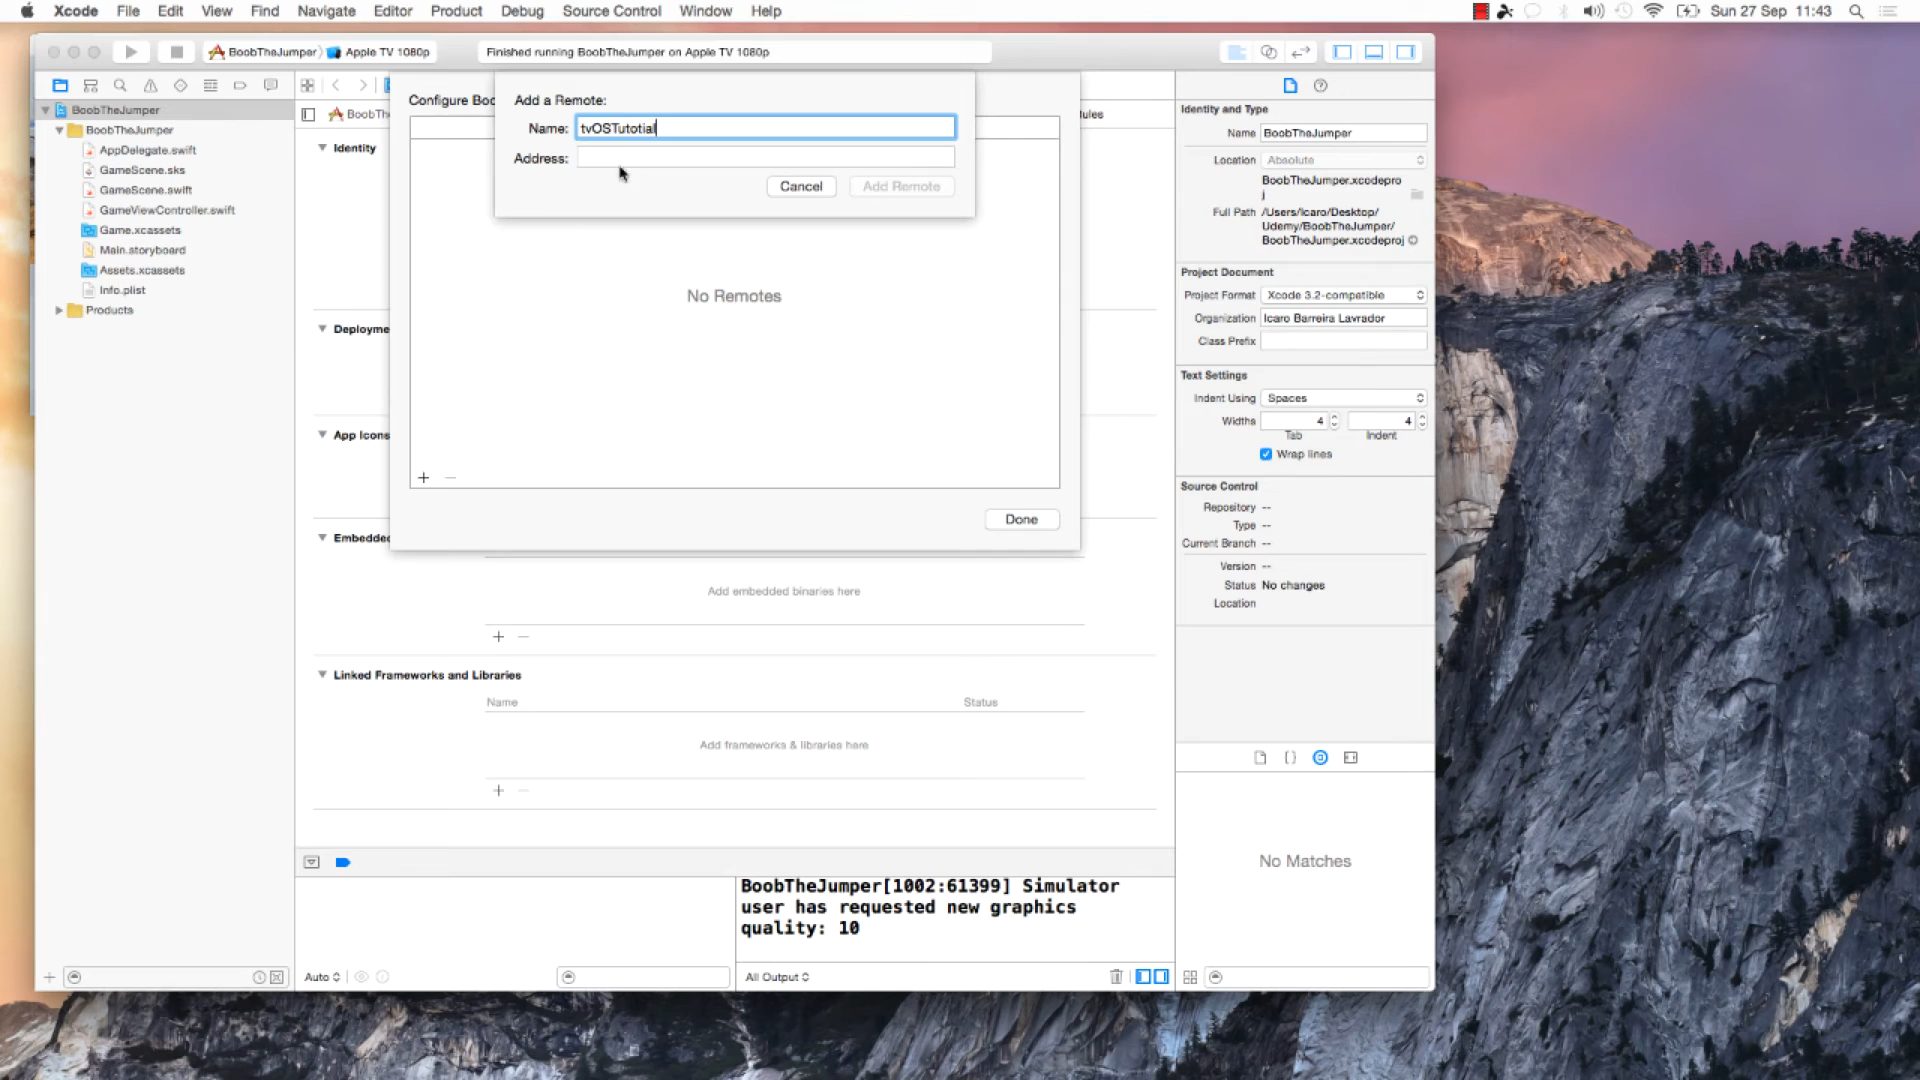 Xcode File Edit View Find Navigate Editor Product Debug Source Control Window Help Sun 27 Sep 11:43
BoobTheJumper Apple TV 1080p Finished running BoobTheJumper on Apple TV 1080p
BoobTheJumper
BoobTheJumper
AppDelegate.swift
GameScene.sks
GameScene.swift
GameViewController.swift
Game.xcassets
Main.storyboard
Assets.xcassets
Info.plist
Products
BoobTh
ules
Configure Boo
Add a Remote:
Name: tvOSTutotial
Address:
Cancel Add Remote
No Remotes
Done
Identity
Deployme
App Icons
Embedded
Add embedded binaries here
Linked Frameworks and Libraries
Name Status
Add frameworks & libraries here
BoobTheJumper[1002:61399] Simulator
user has requested new graphics
quality: 10
Auto
All Output
Identity and Type
Name BoobTheJumper
Location Absolute
BoobTheJumper.xcodepro
j
Full Path /Users/Icaro/Desktop/
Udemy/BoobTheJumper/
BoobTheJumper.xcodeproj
Project Document
Project Format Xcode 3.2-compatible
Organization Icaro Barreira Lavrador
Class Prefix
Text Settings
Indent Using Spaces
Widths 4 4
Tab Indent
Wrap lines
Source Control
Repository --
Type --
Current Branch --
Version --
Status No changes
Location
No Matches